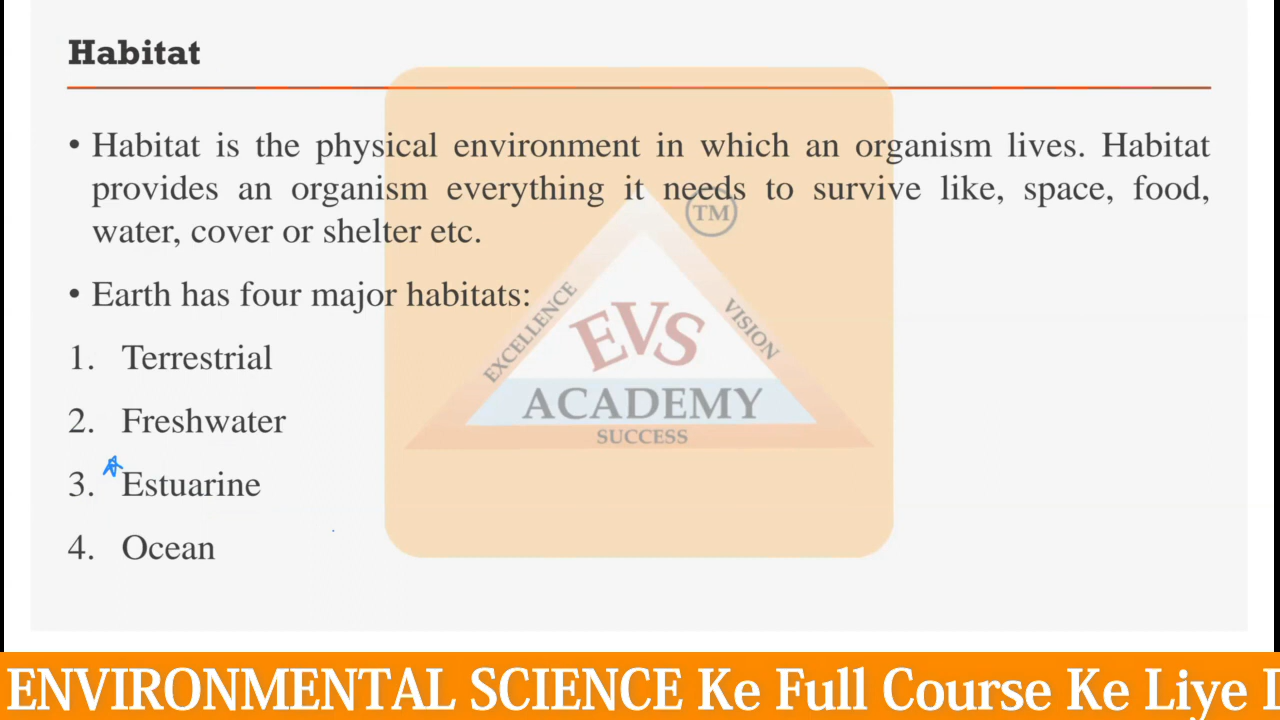 Habitat
• Habitat is the physical environment in which an organism lives. Habitat
provides an organism everything it needs to survive like, space, food,
water, cover or shelter etc.
• Earth has four major habitats:
1. Terrestrial
2. Freshwater
3. Estuarine
4. Ocean
TM
EXCELLENCE
VISION
EVS
ACADEMY
SUCCESS
ENVIRONMENTAL SCIENCE Ke Full Course Ke Liye